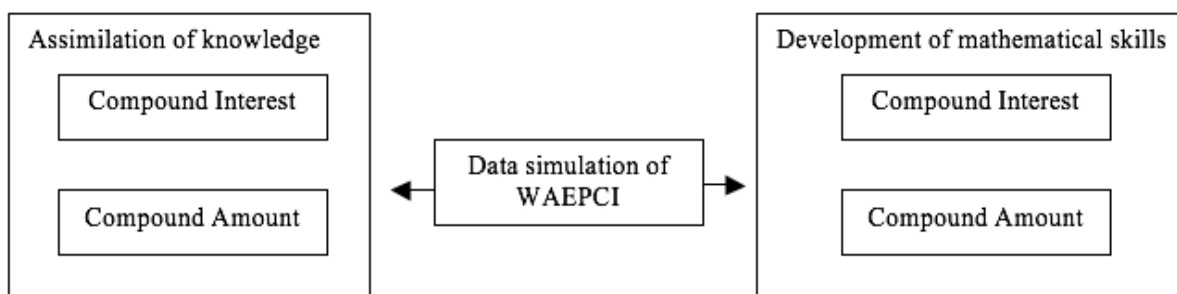 Assimilation of knowledge
Compound Interest
Compound Amount
Data simulation of
WAEPCI
Development of mathematical skills
Compound Interest
Compound Amount